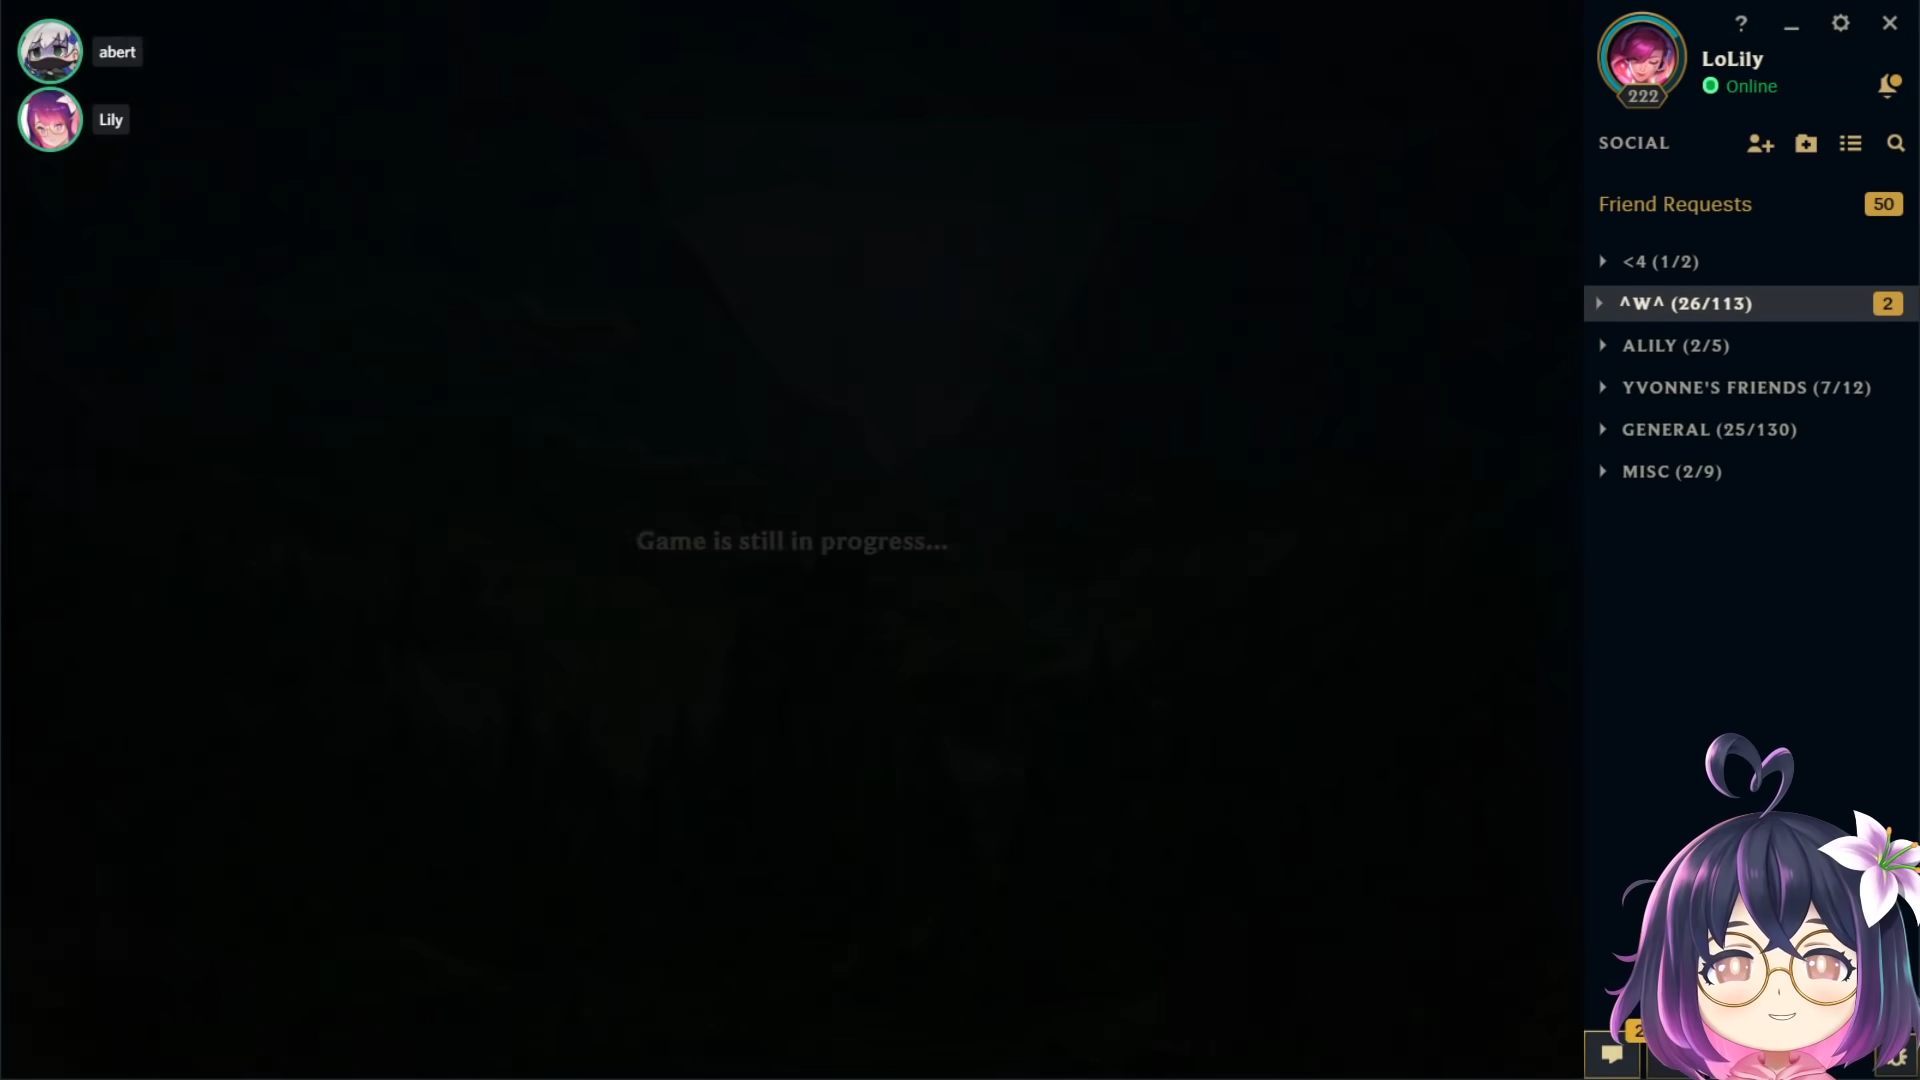 abert
Lily
LoLily
Online
222
SOCIAL
Friend Requests
50
<4 (1/2)
^W^ (26/113)
2
ALILY (2/5)
YVONNE'S FRIENDS (7/12)
GENERAL (25/130)
MISC (2/9)
Game is still in progress...